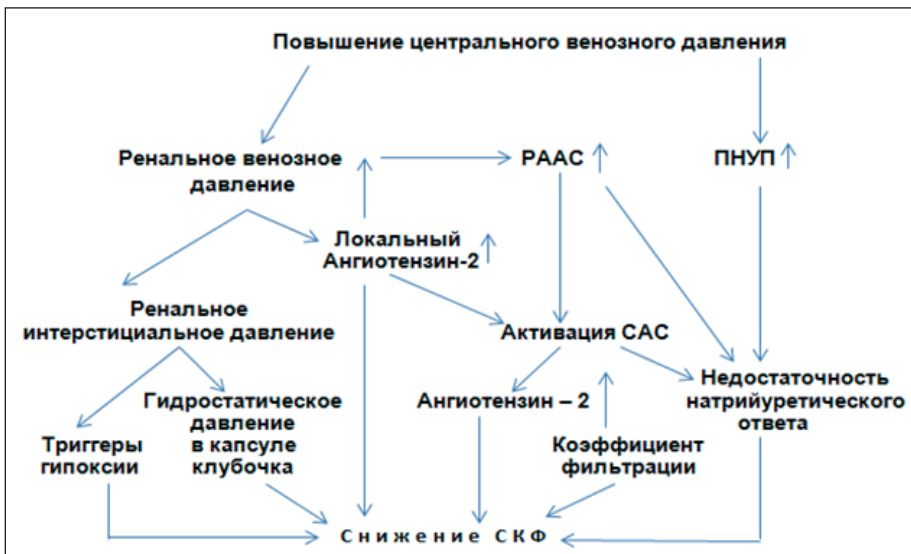 Повышение центрального венозного давления
Ренальное венозное
давление
РААС
ПНУП
Локальный
Ангиотензин-2
Ренальное
интерстициальное давление
Активация САС
Недостаточность
натрийуретического
ответа
Гидростатическое
давление
в капсуле
клубочка
Ангиотензин – 2
Триггеры
гипоксии
Коэффициент
фильтрации
Снижение СКФ